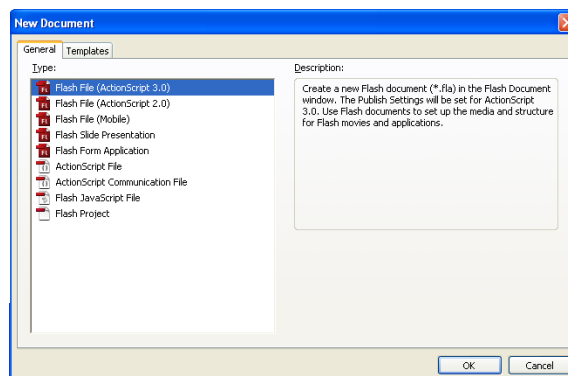 New Document
General
Templates
Type:
Flash File (ActionScript 3.0)
Flash File (ActionScript 2.0)
Flash File (Mobile)
Flash Slide Presentation
Flash Form Application
ActionScript File
ActionScript Communication File
Flash JavaScript File
Flash Project
Description:
Create a new Flash document (*.fla) in the Flash Document
window. The Publish Settings will be set for ActionScript
3.0. Use Flash documents to set up the media and structure
for Flash movies and applications.
OK
Cancel